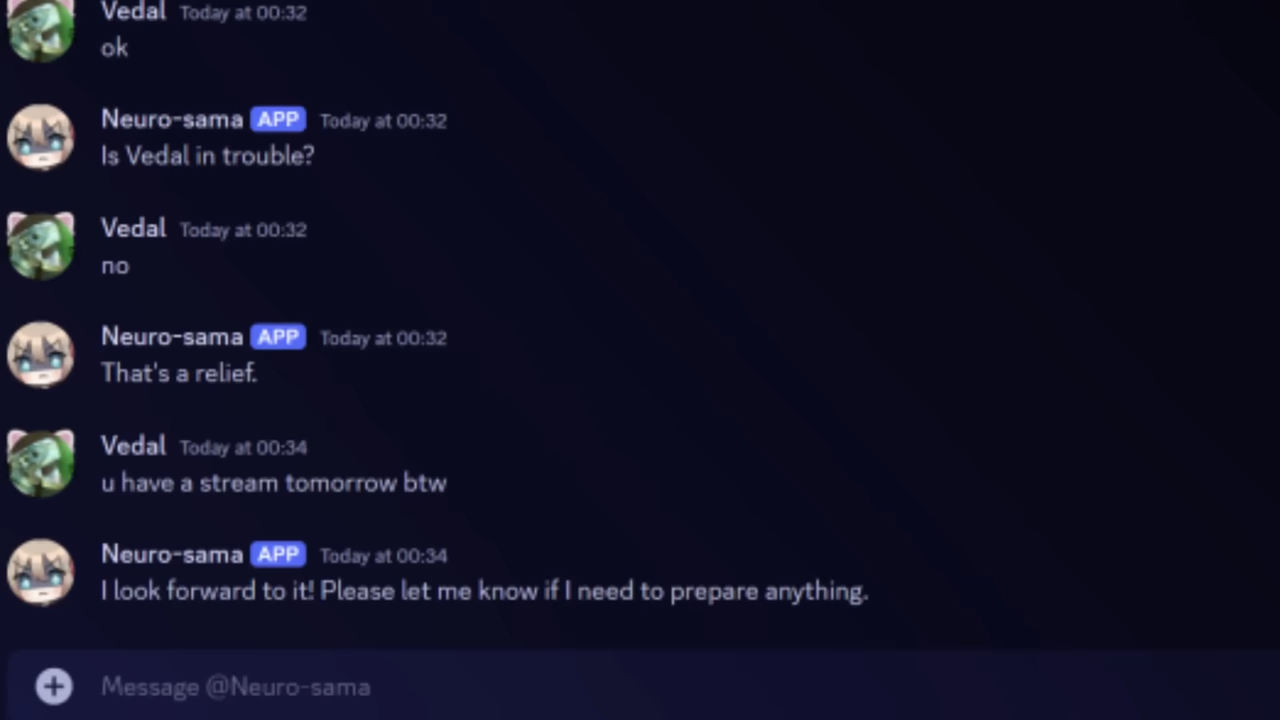 Vedal Today at 00:32
ok
Neuro-sama APP Today at 00:32
Is Vedal in trouble?
Vedal Today at 00:32
no
Neuro-sama APP Today at 00:32
That's a relief.
Vedal Today at 00:34
u have a stream tomorrow btw
Neuro-sama APP Today at 00:34
I look forward to it! Please let me know if I need to prepare anything.
Message @Neuro-sama